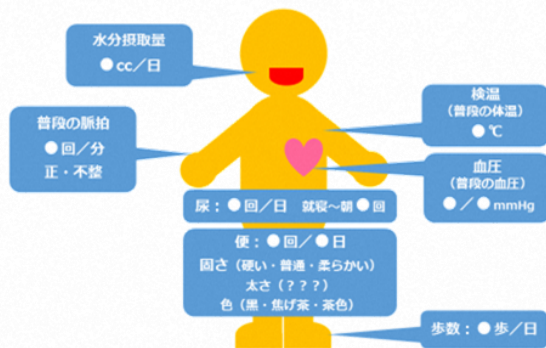 水分摂取量
●cc/日
検温
(普段の体温)
●℃
普段の脈拍
●回/分
正・不整
血圧
(普段の血圧)
●/●mmHg
尿:●回/日 就寝～朝●回
便:●回/●日
固さ(硬い・普通・柔らかい)
太さ(???)
色(黒・焦げ茶・茶色)
歩数:●歩/日